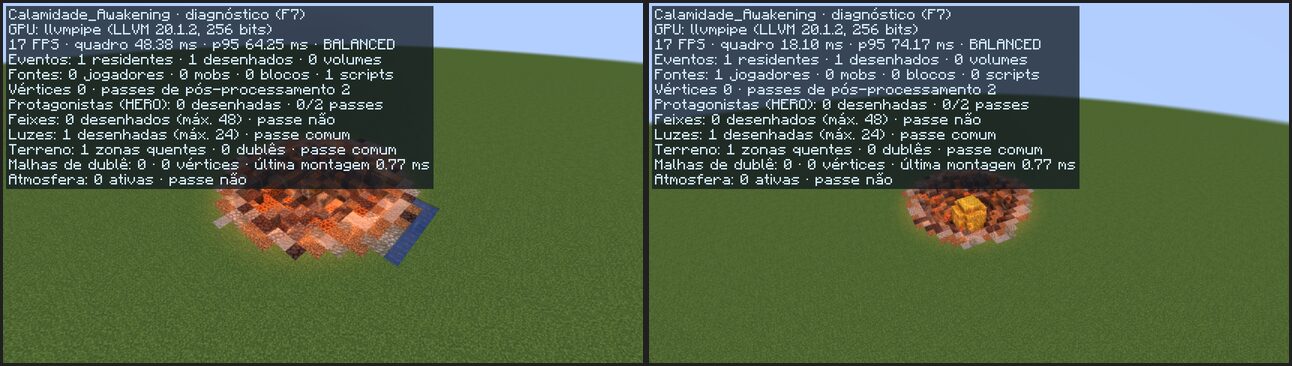 Calamidade_Awakening · diagnóstico (F7)
GPU: llvmpipe (LLVM 20.1.2, 256 bits)
17 FPS · quadro 48.38 ms · p95 64.25 ms · BALANCED
Eventos: 1 residentes · 1 desenhados · 0 volumes
Fontes: 0 jogadores · 0 mobs · 0 blocos · 1 scripts
Vértices 0 · passes de pós-processamento 2
Protagonistas (HERO): 0 desenhadas · 0/2 passes
Feixes: 0 desenhados (máx. 48) · passe não
Luzes: 1 desenhadas (máx. 24) · passe comum
Terreno: 1 zonas quentes · 0 dublês · passe comum
Malhas de dublê: 0 · 0 vértices · última montagem 0.77 ms
Atmosfera: 0 ativas · passe não
Calamidade_Awakening · diagnóstico (F7)
GPU: llvmpipe (LLVM 20.1.2, 256 bits)
17 FPS · quadro 18.10 ms · p95 74.17 ms · BALANCED
Eventos: 1 residentes · 1 desenhados · 0 volumes
Fontes: 1 jogadores · 0 mobs · 0 blocos · 0 scripts
Vértices 0 · passes de pós-processamento 2
Protagonistas (HERO): 0 desenhadas · 0/2 passes
Feixes: 0 desenhados (máx. 48) · passe não
Luzes: 1 desenhadas (máx. 24) · passe comum
Terreno: 1 zonas quentes · 0 dublês · passe comum
Malhas de dublê: 0 · 0 vértices · última montagem 0.77 ms
Atmosfera: 0 ativas · passe não